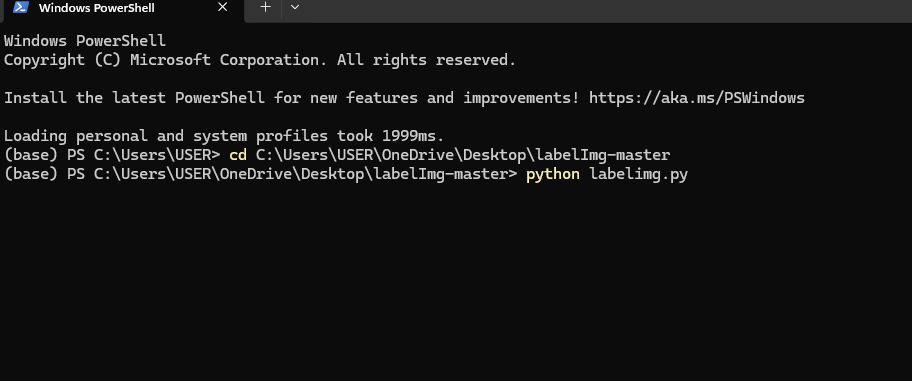 Windows PowerShell
Windows PowerShell
Copyright (C) Microsoft Corporation. All rights reserved.
Install the latest PowerShell for new features and improvements! https://aka.ms/PSWindows
Loading personal and system profiles took 1999ms.
(base) PS C:\Users\USER> cd C:\Users\USER\OneDrive\Desktop\labelImg-master
(base) PS C:\Users\USER\OneDrive\Desktop\labelImg-master> python labelimg.py